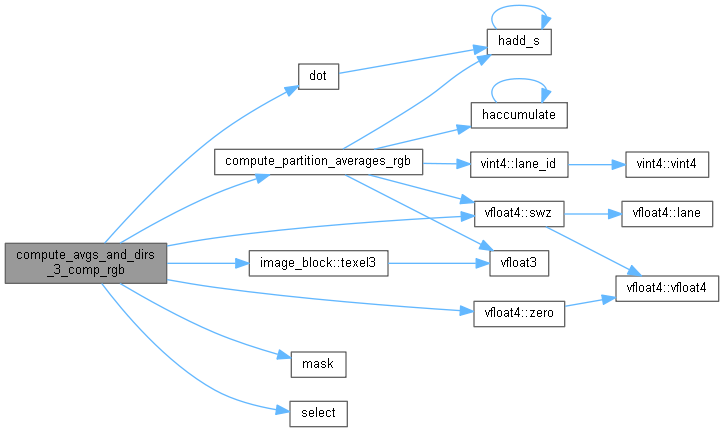 hadd_s
dot
haccumulate
compute_partition_averages_rgb
vint4::lane_id
vint4::vint4
vfloat4::swz
vfloat4::lane
compute_avgs_and_dirs
_3_comp_rgb
image_block::texel3
vfloat3
vfloat4::vfloat4
vfloat4::zero
mask
select